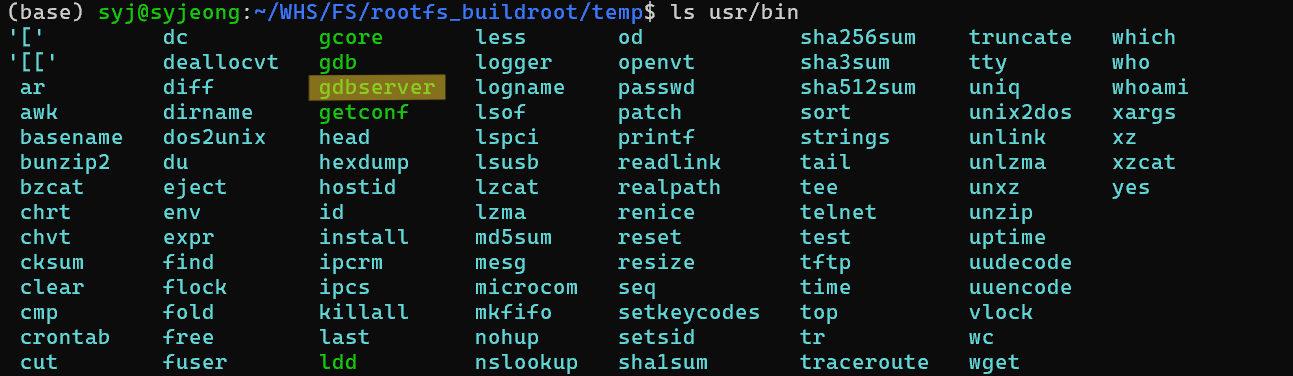 (base) syj@syjeong:~/WHS/FS/rootfs_buildroot/temp$ ls usr/bin
'[' dc gcore less od sha256sum truncate which
'[[' deallocvt gdb logger openvt sha3sum tty who
ar diff gdbserver logname passwd sha512sum uniq whoami
awk dirname getconf lsof patch sort unix2dos xargs
basename dos2unix head lspci printf strings unlink xz
bunzip2 du hexdump lsusb readlink tail unlzma xzcat
bzcat eject hostid lzcat realpath tee unxz yes
chrt env id lzma renice telnet unzip
chvt expr install md5sum reset test uptime
cksum find ipcrm mesg resize tftp uudecode
clear flock ipcs microcom seq time uuencode
cmp fold killall mkfifo setkeycodes top vlock
crontab free last nohup setsid tr wc
cut fuser ldd nslookup sha1sum traceroute wget